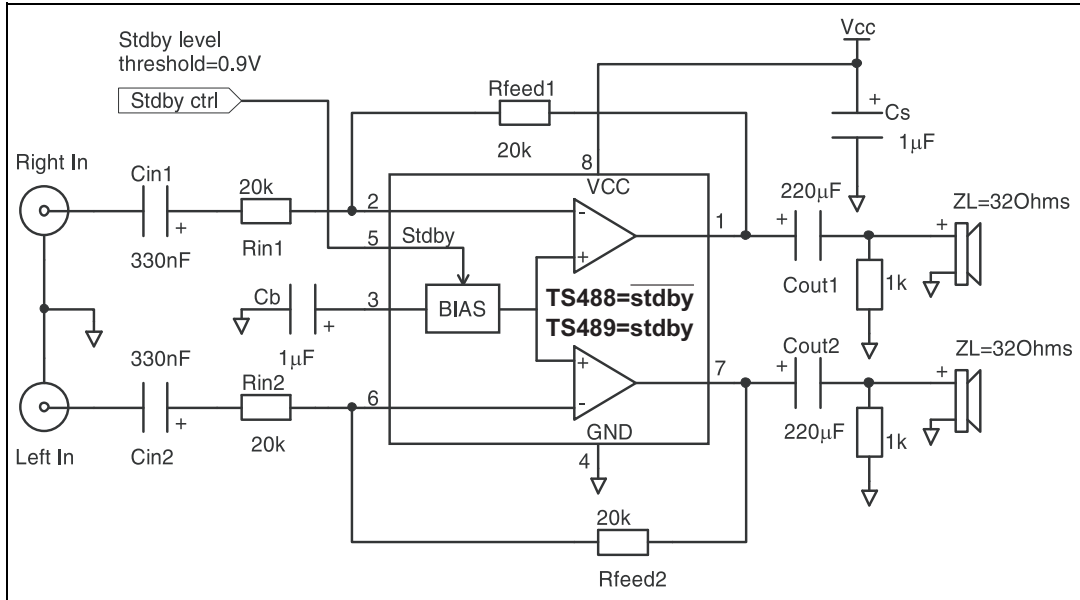 Stdby level
threshold=0.9V
Stdby ctrl
Vcc
Rfeed1
20k
+
Cs
1µF
8
VCC
Right In
Cin1
+
330nF
20k
Rin1
2
-
+
5
Stdby
1
220µF
+
Cout1
1k
ZL=32Ohms
+
Cb
+
1µF
3
BIAS
TS488=stdby
TS489=stdby
330nF
+
Cin2
Left In
Rin2
20k
6
+
-
7
Cout2
+
220µF
1k
ZL=32Ohms
+
GND
4
20k
Rfeed2